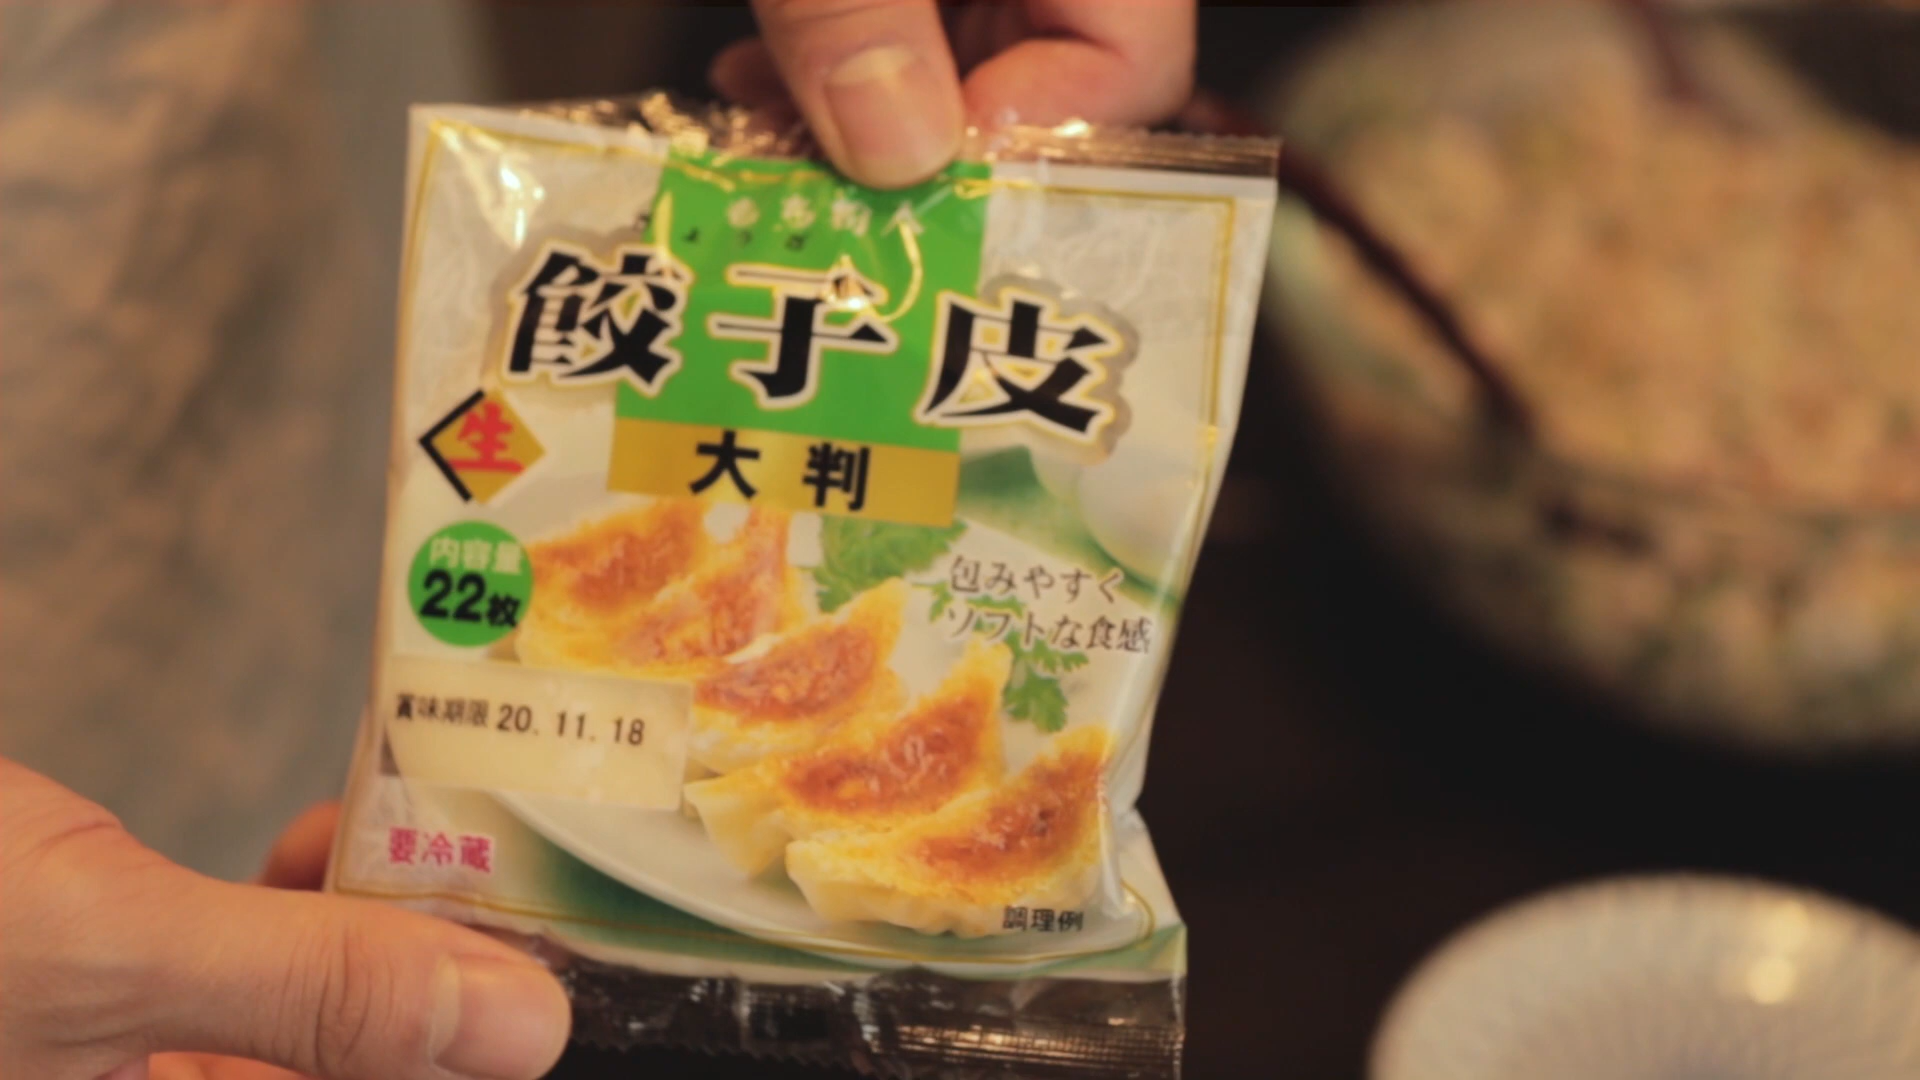 餃子皮
大判
生
内容量
22枚
包みやすく
ソフトな食感
賞味期限 20. 11. 18
要冷蔵
調理例